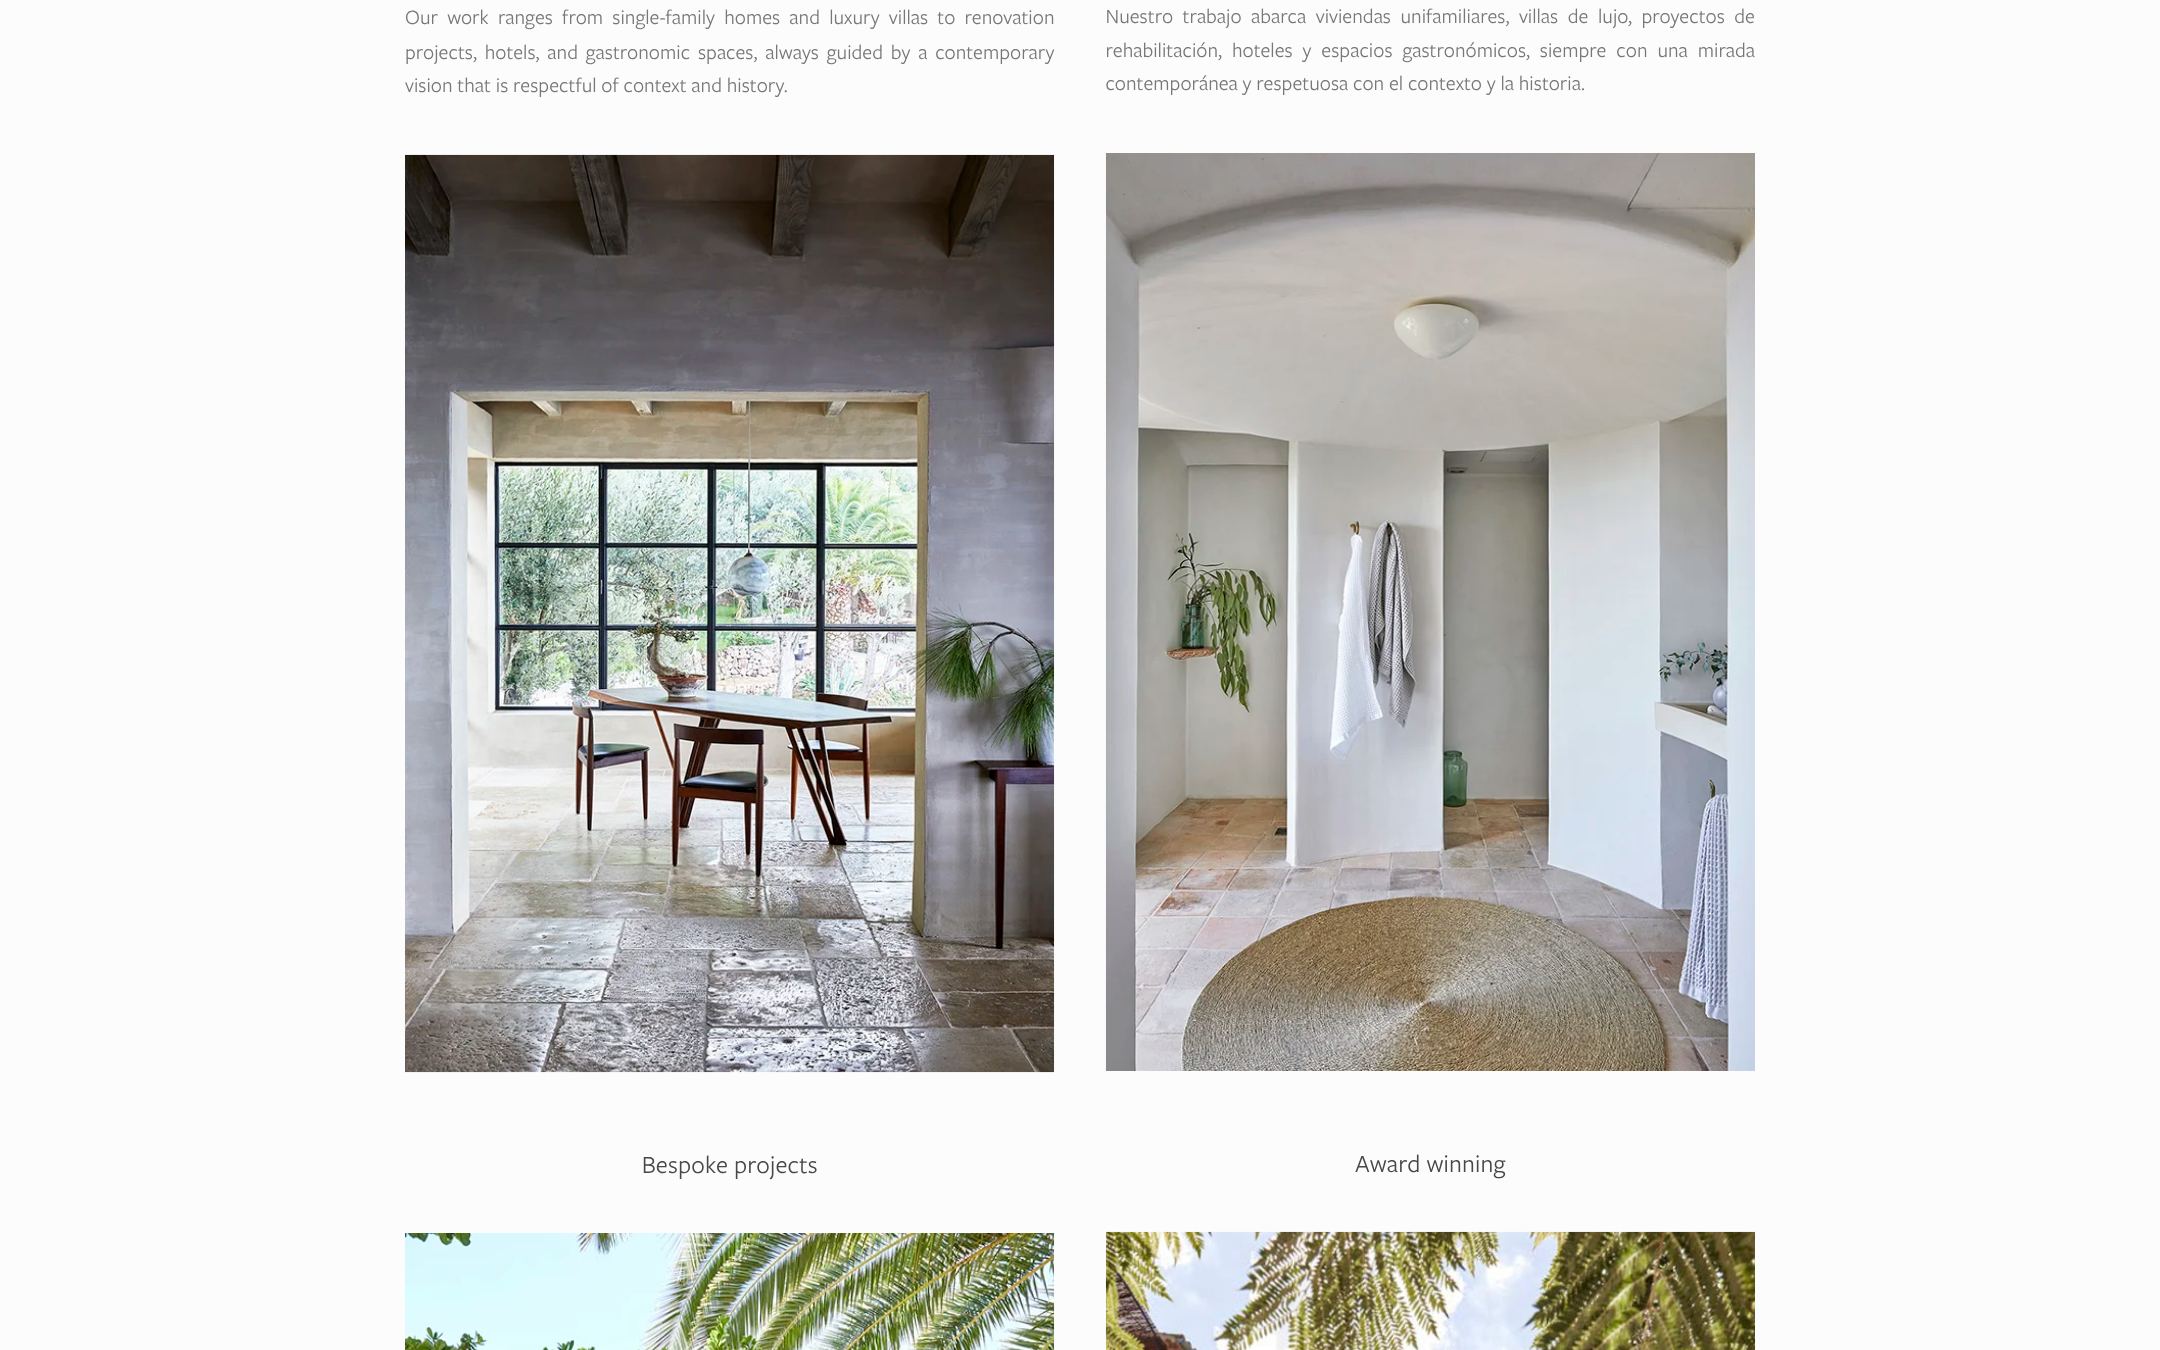 Our work ranges from single-family homes and luxury villas to renovation
projects, hotels, and gastronomic spaces, always guided by a contemporary
vision that is respectful of context and history.
Nuestro trabajo abarca viviendas unifamiliares, villas de lujo, proyectos de
rehabilitación, hoteles y espacios gastronómicos, siempre con una mirada
contemporánea y respetuosa con el contexto y la historia.
Bespoke projects
Award winning